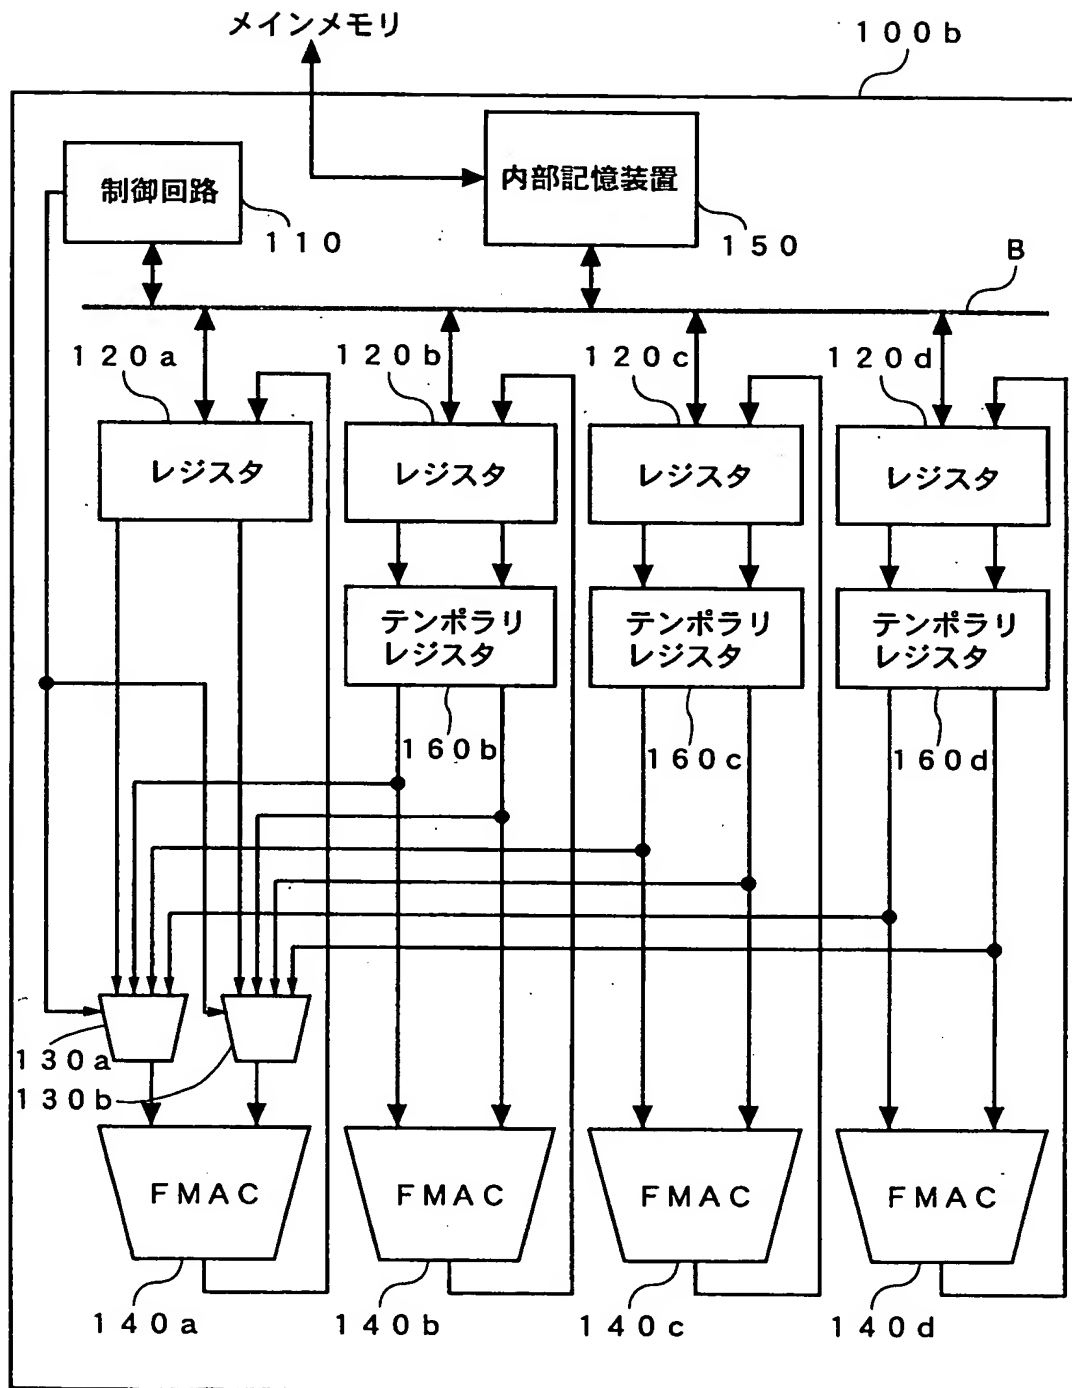 メインメモリ
１００ｂ
制御回路
内部記憶装置
１１０
１５０
Ｂ
１２０ａ
１２０ｂ
１２０ｃ
１２０ｄ
レジスタ
レジスタ
レジスタ
レジスタ
テンポラリ
レジスタ
テンポラリ
レジスタ
テンポラリ
レジスタ
１６０ｂ
１６０ｃ
１６０ｄ
１３０ａ
１３０ｂ
ＦＭＡＣ
ＦＭＡＣ
ＦＭＡＣ
ＦＭＡＣ
１４０ａ
１４０ｂ
１４０ｃ
１４０ｄ